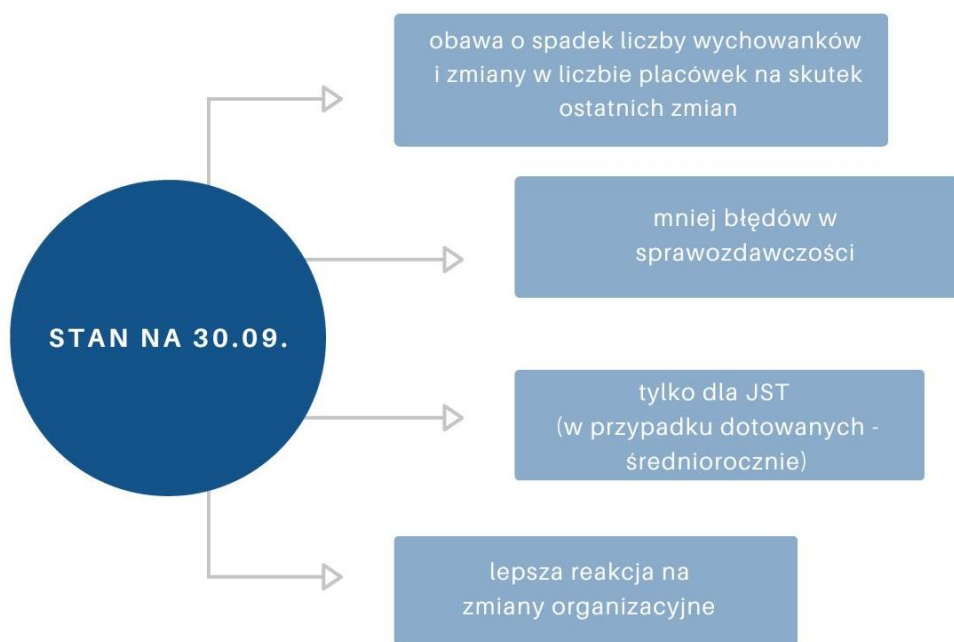 obawa o spadek liczby wychowanków
i zmiany w liczbie placówek na skutek
ostatnich zmian
mniej błędów w
sprawozdawczości
STAN NA 30.09.
tylko dla JST
(w przypadku dotowanych -
średniorocznie)
lepsza reakcja na
zmiany organizacyjne